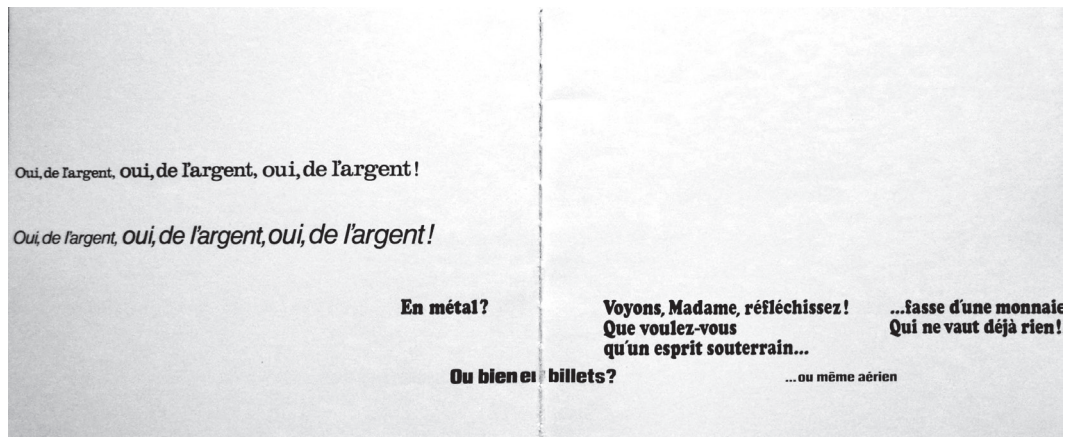 Oui, de l'argent, oui, de l'argent, oui, de l'argent!
Oui, de l'argent, oui, de l'argent, oui, de l'argent!
En métal?
Voyons, Madame, réfléchissez!
Que voulez-vous
qu'un esprit souterrain...
...fasse d'une monnaie
Qui ne vaut déjà rien!
Ou bien en billets?
...ou même aérien